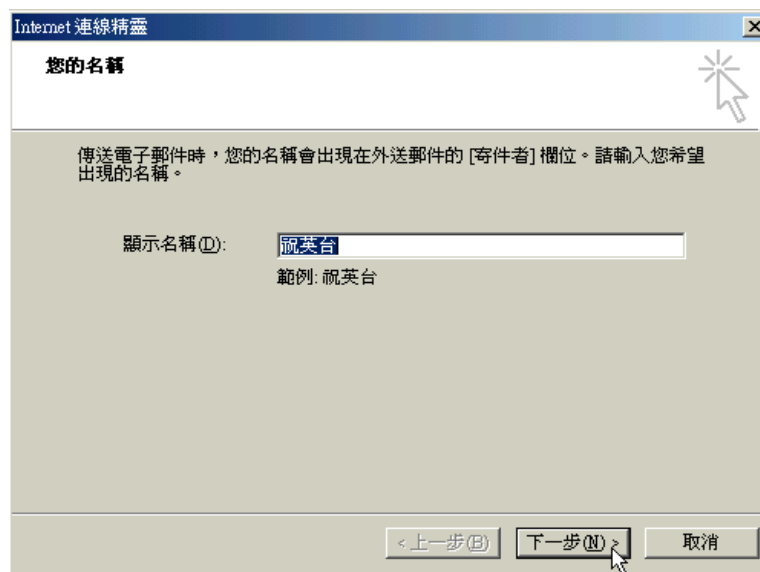 Internet 連線精靈
您的名稱
傳送電子郵件時，您的名稱會出現在外送郵件的 [寄件者] 欄位。請輸入您希望
出現的名稱。
顯示名稱(D): 祝英台
範例: 祝英台
<上一步(B) 下一步(N) > 取消